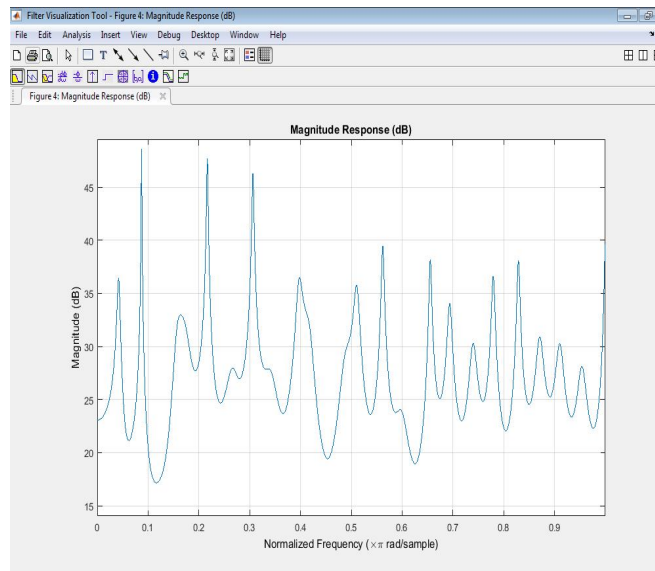 Filter Visualization Tool - Figure 4: Magnitude Response (dB)
File Edit Analysis Insert View Debug Desktop Window Help
Figure 4: Magnitude Response (dB)
Magnitude Response (dB)
45
40
35
30
25
20
15
Magnitude (dB)
0 0.1 0.2 0.3 0.4 0.5 0.6 0.7 0.8 0.9
Normalized Frequency (×π rad/sample)